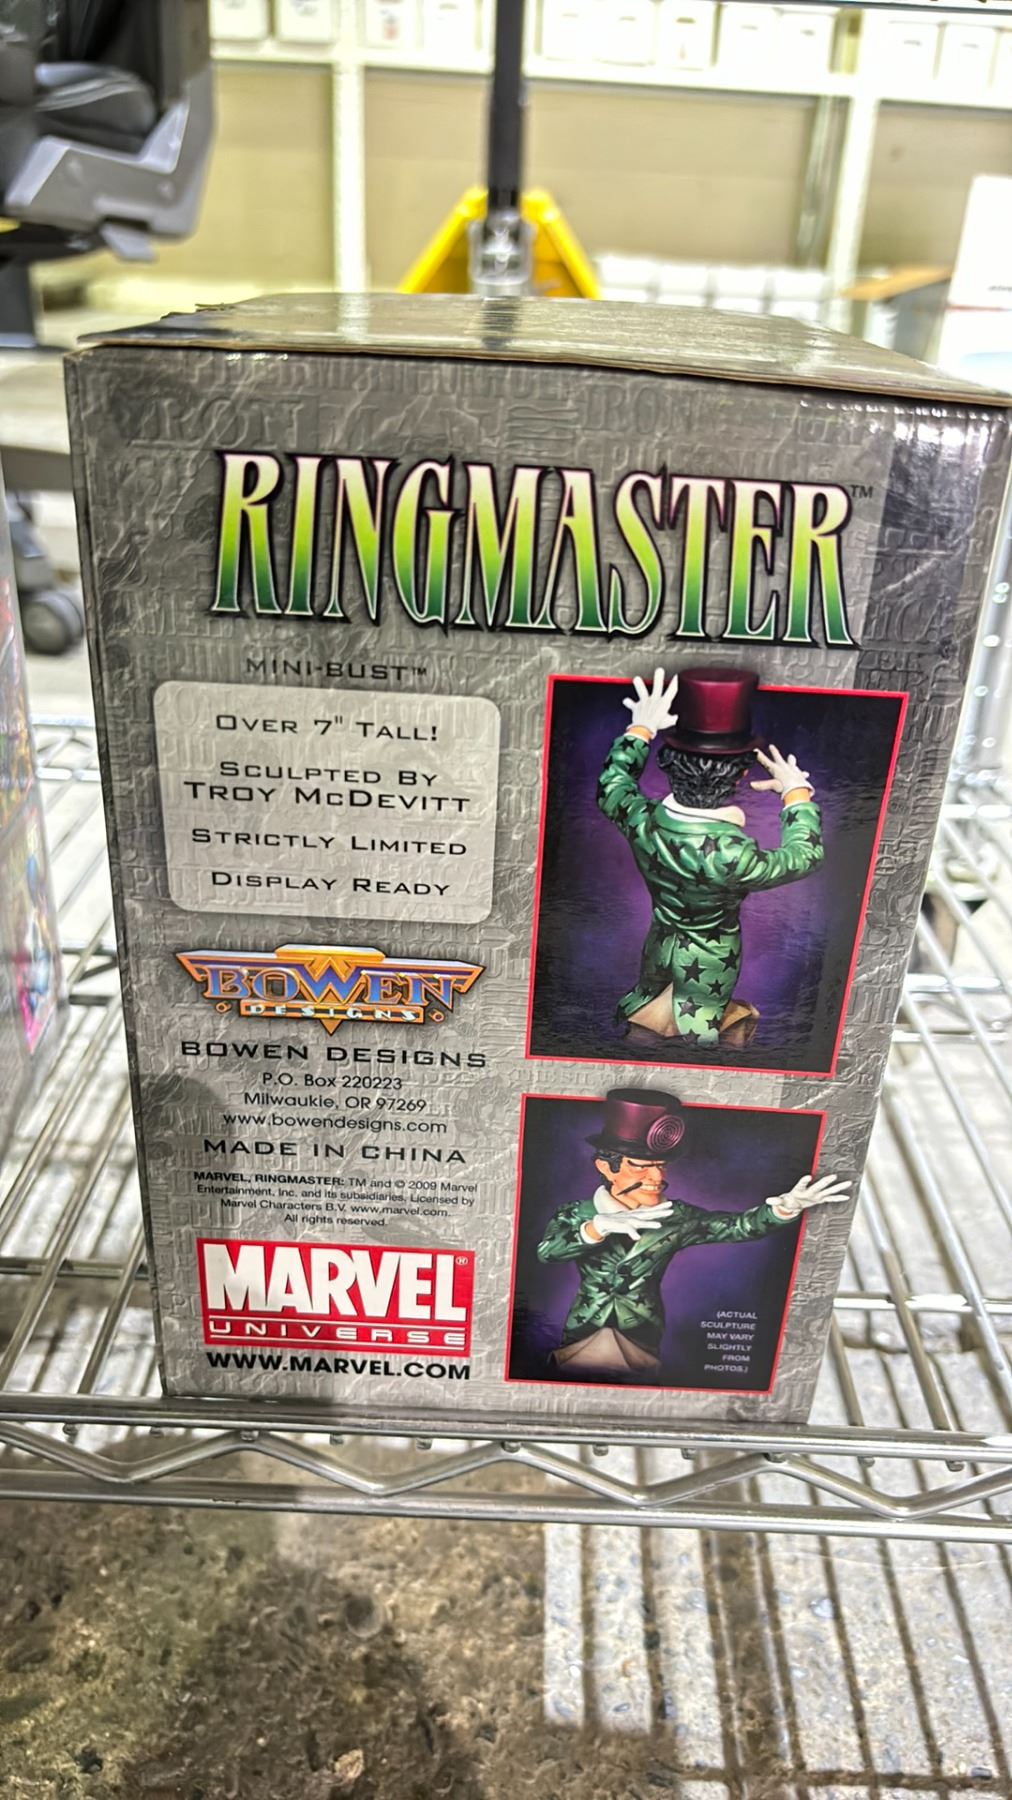 RINGMASTER™
MINI-BUST™
OVER 7" TALL!
SCULPTED BY
TROY MCDEVITT
STRICTLY LIMITED
DISPLAY READY
BOWEN
DESIGNS
BOWEN DESIGNS
P.O. Box 220223
Milwaukie, OR 97269
www.bowendesigns.com
MADE IN CHINA
MARVEL, RINGMASTER: TM and © 2009 Marvel
Entertainment, Inc. and its subsidiaries. Licensed by
Marvel Characters B.V. www.marvel.com.
All rights reserved.
MARVEL®
UNIVERSE
WWW.MARVEL.COM
(ACTUAL
SCULPTURE
MAY VARY
SLIGHTLY
FROM
PHOTOS.)